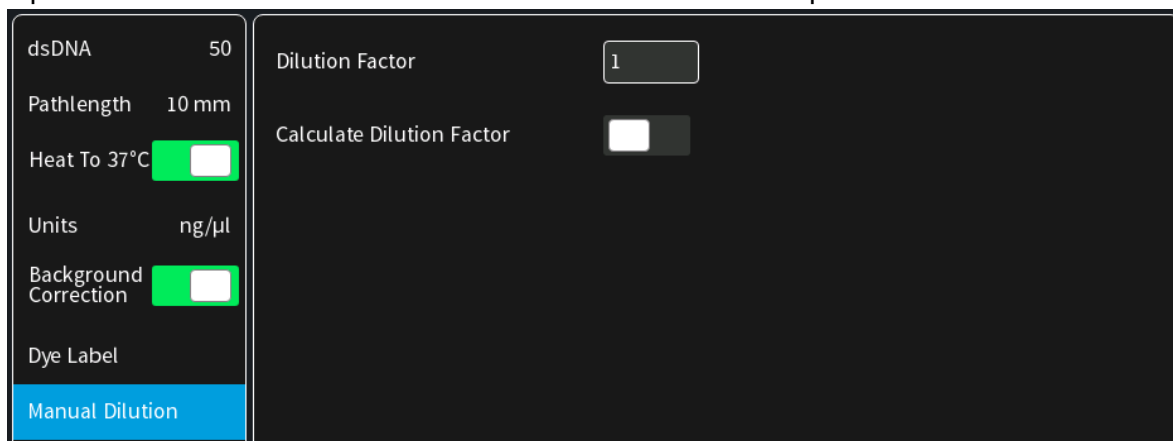 dsDNA 50
Pathlength 10 mm
Heat To 37°C
Units ng/µl
Background
Correction
Dye Label
Manual Dilution
Dilution Factor 1
Calculate Dilution Factor